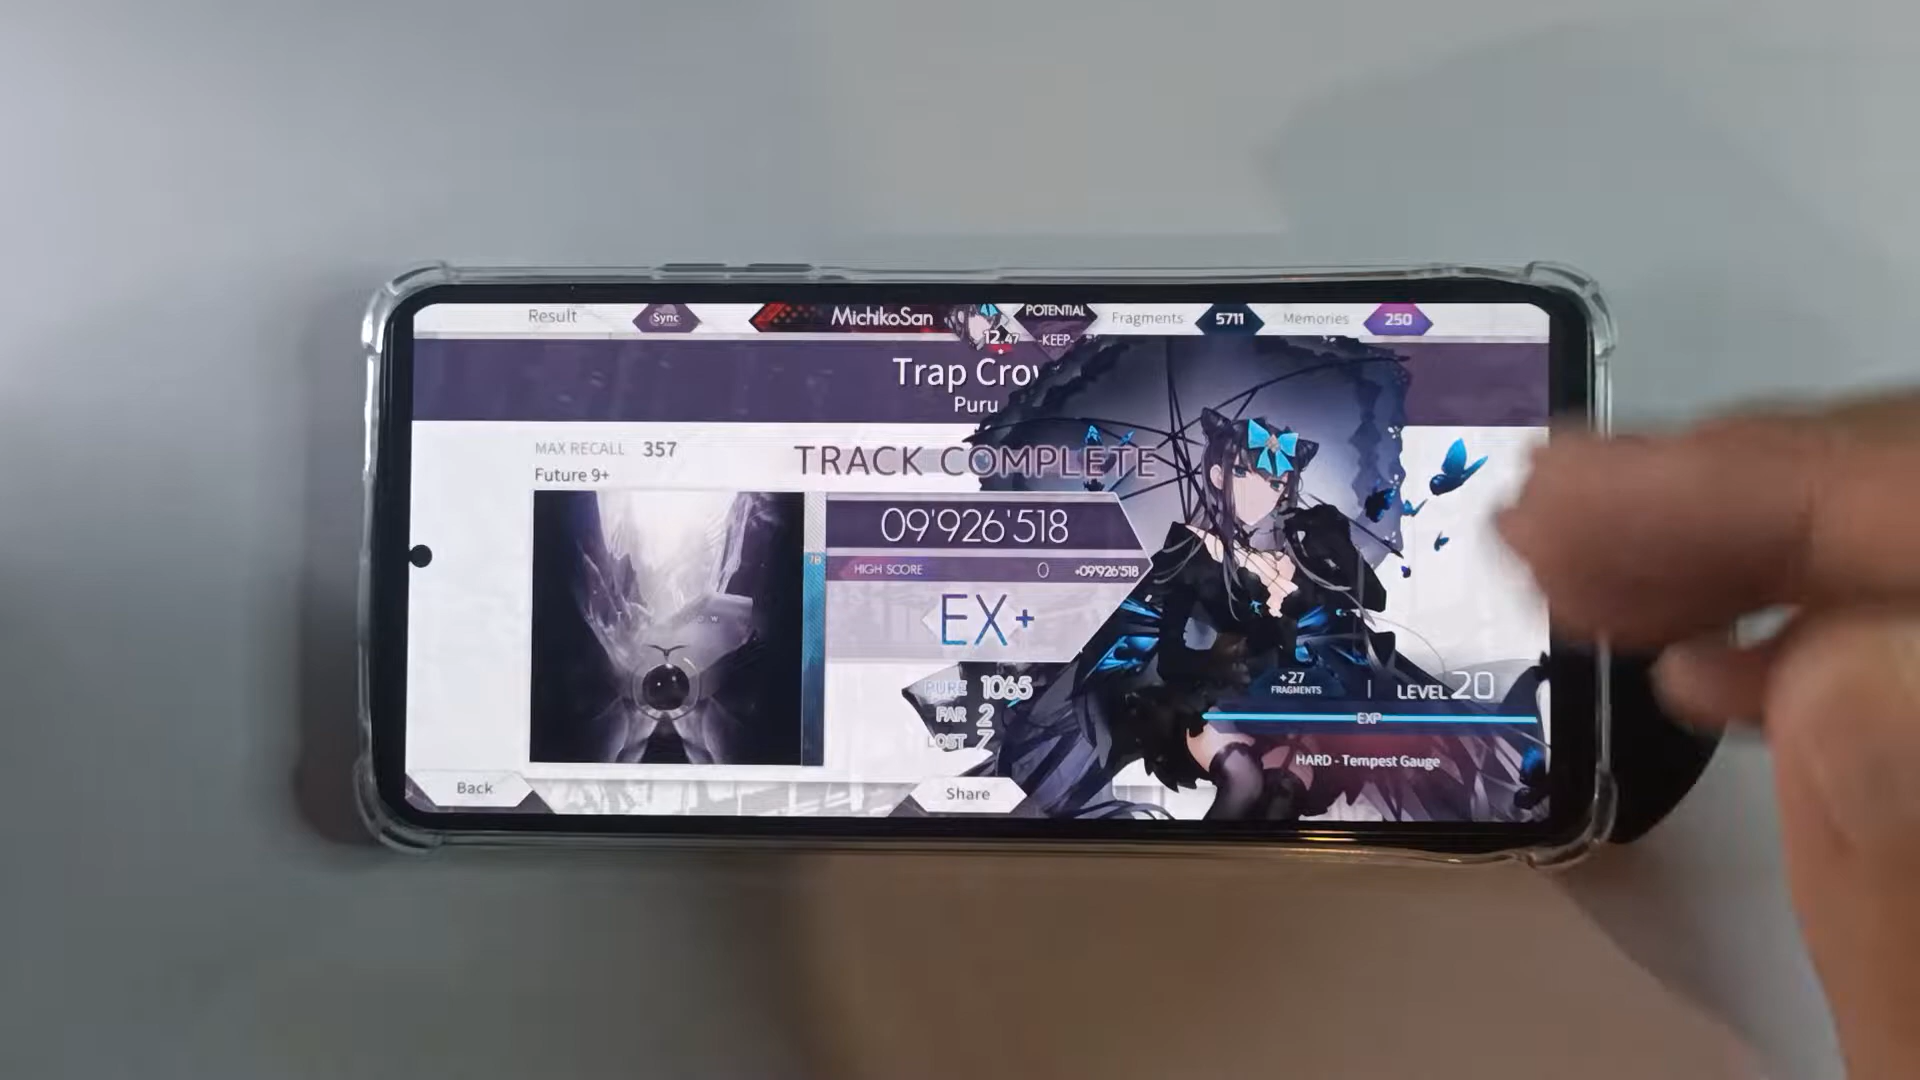 Result
Sync
MichikoSan
12.47
POTENTIAL
-KEEP-
Fragments
5711
Memories
250
Trap Crow
Puru
MAX RECALL 357
Future 9+
TRACK COMPLETE
78
09'926'518
HIGH SCORE 0 +09'926'518
EX+
PURE 1065
FAR 2
LOST 7
+27
FRAGMENTS
LEVEL 20
EXP
HARD - Tempest Gauge
Back
Share